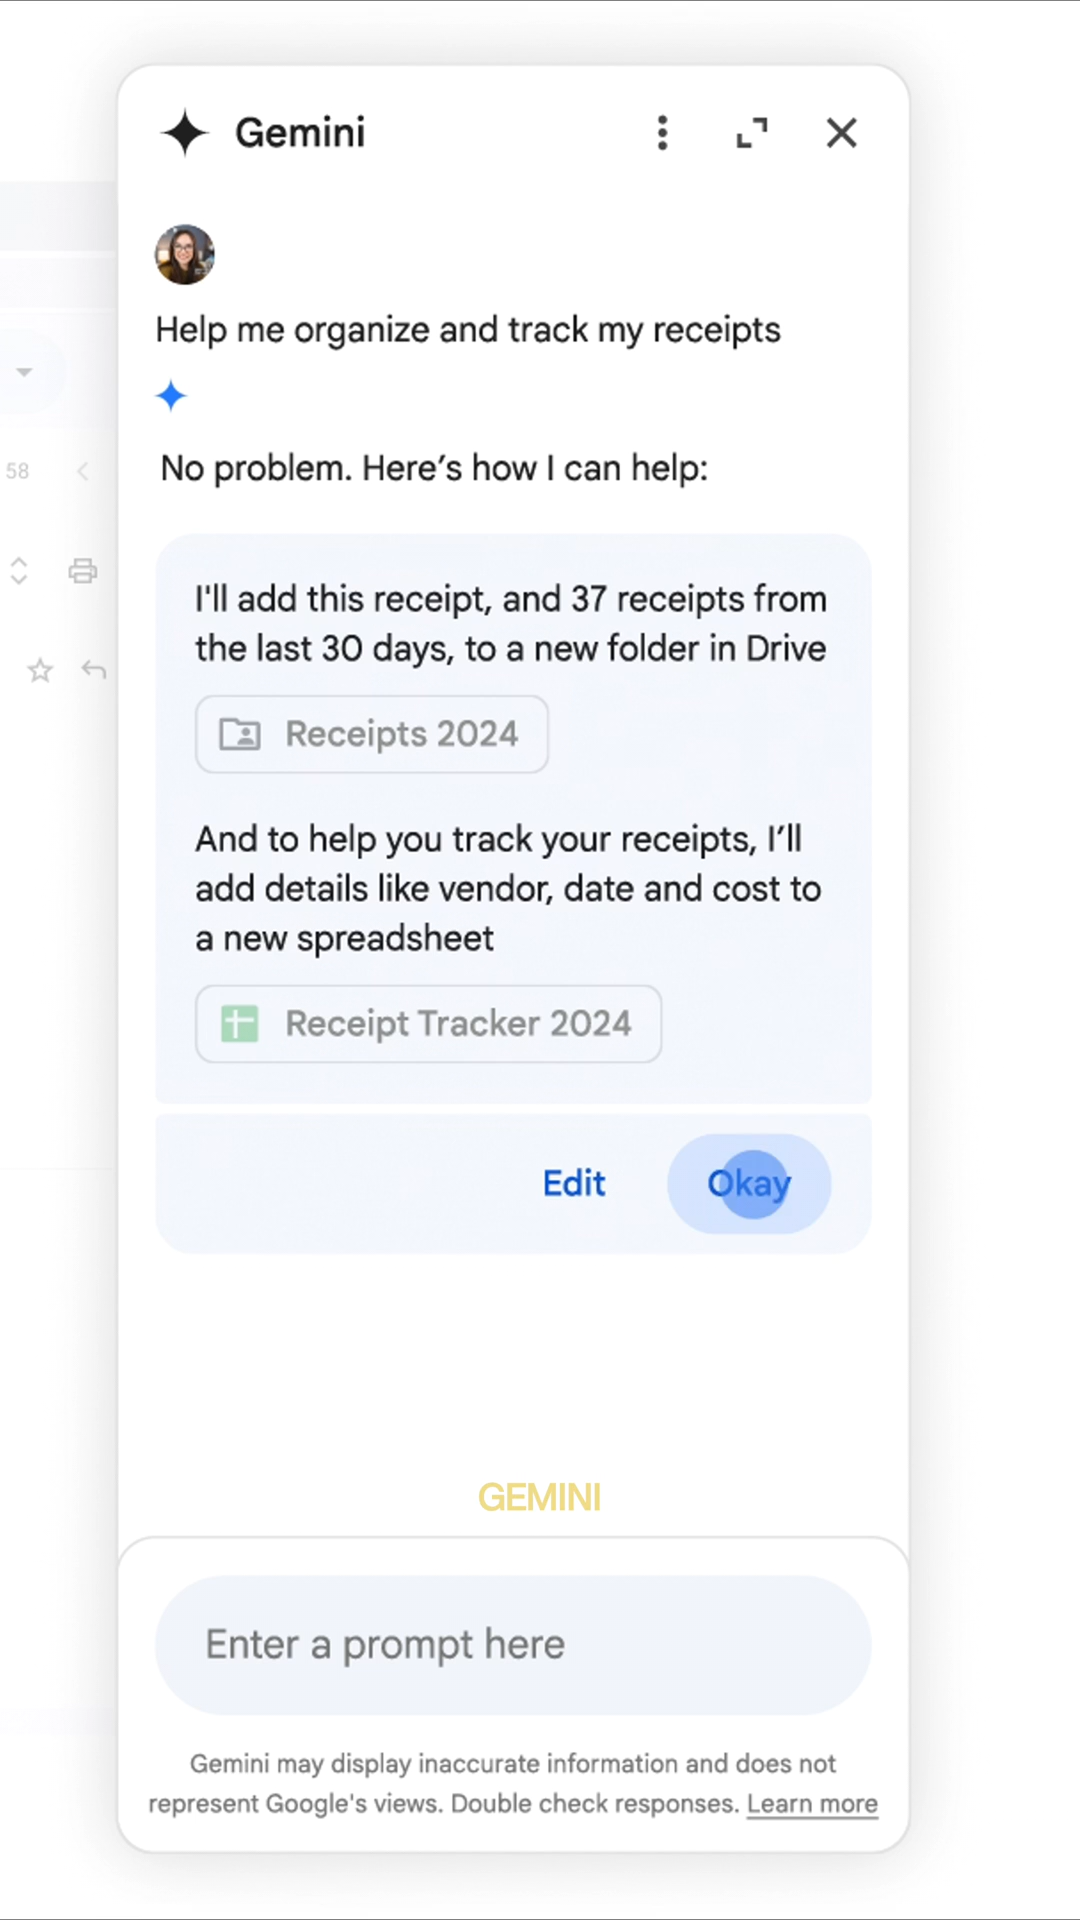 Gemini
Help me organize and track my receipts
58
No problem. Here’s how I can help:
I'll add this receipt, and 37 receipts from
the last 30 days, to a new folder in Drive
Receipts 2024
And to help you track your receipts, I’ll
add details like vendor, date and cost to
a new spreadsheet
Receipt Tracker 2024
Edit
Okay
GEMINI
Enter a prompt here
Gemini may display inaccurate information and does not
represent Google's views. Double check responses. Learn more